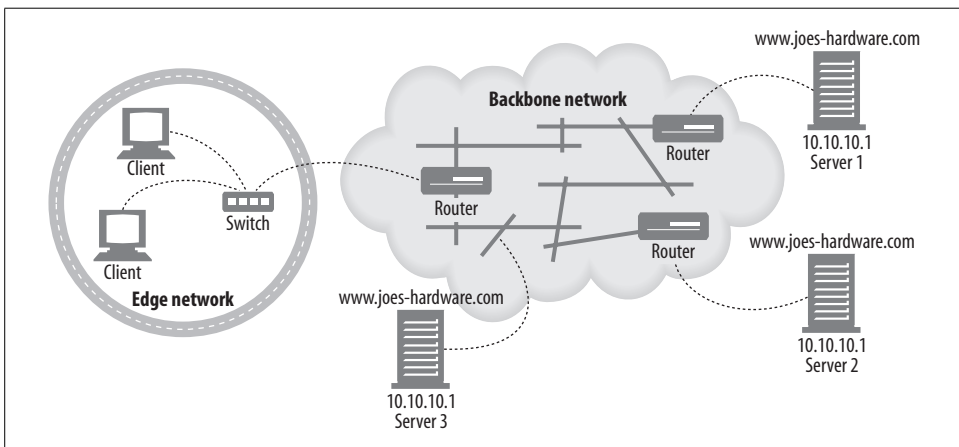 Client
Client
Switch
Edge network
Backbone network
Router
Router
Router
www.joes-hardware.com
10.10.10.1
Server 1
www.joes-hardware.com
10.10.10.1
Server 2
www.joes-hardware.com
10.10.10.1
Server 3